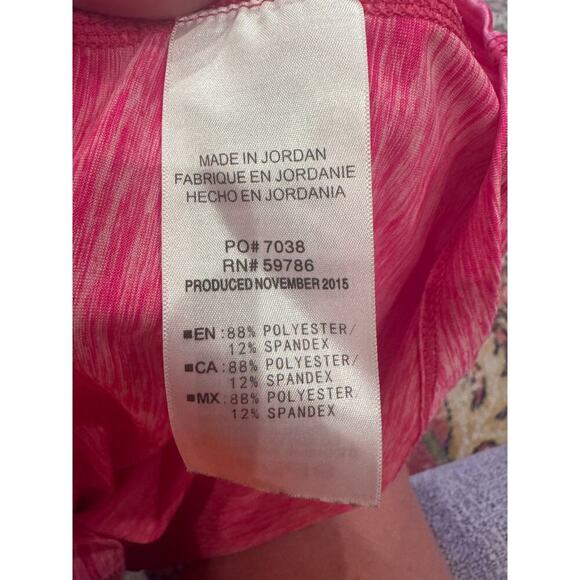 MADE IN JORDAN
FABRIQUE EN JORDANIE
HECHO EN JORDANIA
PO# 7038
RN# 59786
PRODUCED NOVEMBER 2015
■EN:88% POLYESTER/
12% SPANDEX
■CA:88% POLYESTER/
12% SPANDEX
■MX:88% POLYESTER/
12% SPANDEX